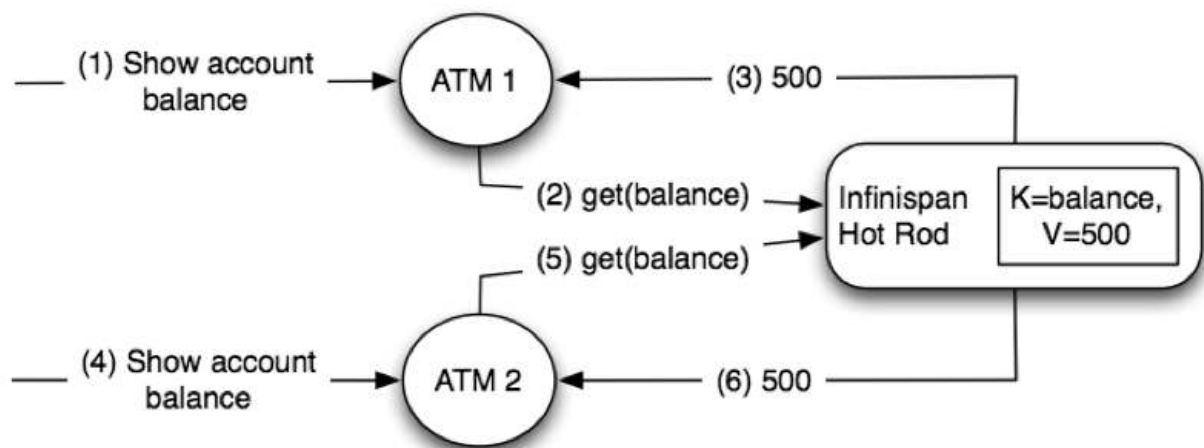 (1) Show account
balance
ATM 1
(3) 500
(2) get(balance)
Infinispan
Hot Rod
K=balance,
V=500
(5) get(balance)
(4) Show account
balance
ATM 2
(6) 500